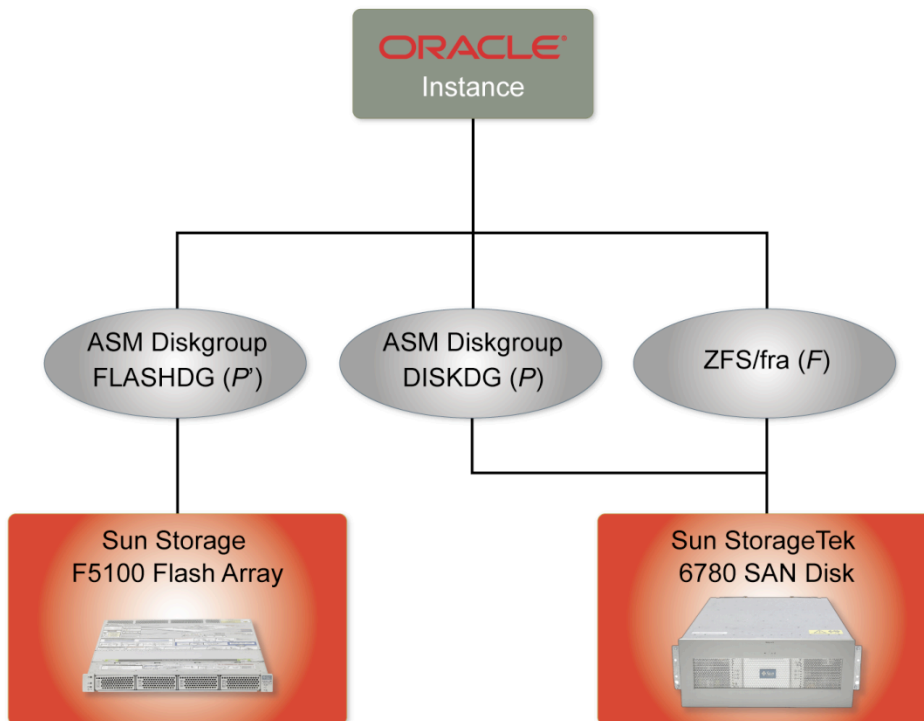 ORACLE®
Instance
ASM Diskgroup
FLASHDG (P’)
ASM Diskgroup
DISKDG (P)
ZFS/fra (F)
Sun Storage
F5100 Flash Array
Sun StorageTek
6780 SAN Disk